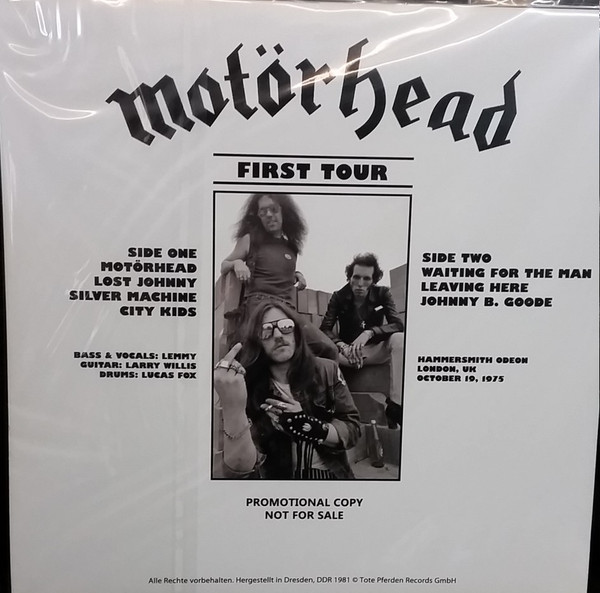 Motörhead
FIRST TOUR
SIDE ONE
MOTÖRHEAD
LOST JOHNNY
SILVER MACHINE
CITY KIDS
BASS & VOCALS: LEMMY
GUITAR: LARRY WILLIS
DRUMS: LUCAS FOX
SIDE TWO
WAITING FOR THE MAN
LEAVING HERE
JOHNNY B. GOODE
HAMMERSMITH ODEON
LONDON, UK
OCTOBER 19, 1975
PROMOTIONAL COPY
NOT FOR SALE
Alle Rechte vorbehalten. Hergestellt in Dresden, DDR 1981 © Tote Pferden Records GmbH